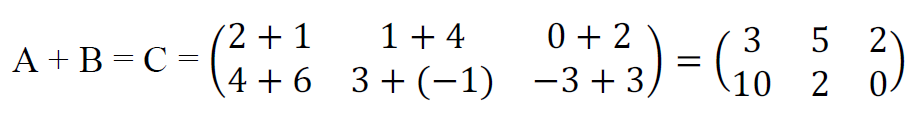 A + B = C = (2 + 1 1 + 4 0 + 2
4 + 6 3 + (−1) −3 + 3) = (3 5 2
10 2 0)